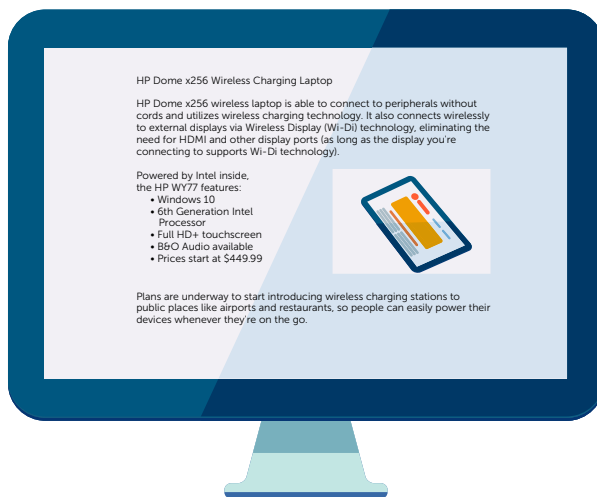 HP Dome x256 Wireless Charging Laptop
HP Dome x256 wireless laptop is able to connect to peripherals without
cords and utilizes wireless charging technology. It also connects wirelessly
to external displays via Wireless Display (Wi-Di) technology, eliminating the
need for HDMI and other display ports (as long as the display you're
connecting to supports Wi-Di technology).
Powered by Intel inside,
the HP WY77 features:
• Windows 10
• 6th Generation Intel
Processor
• Full HD+ touchscreen
• B&O Audio available
• Prices start at $449.99
Plans are underway to start introducing wireless charging stations to
public places like airports and restaurants, so people can easily power their
devices whenever they're on the go.